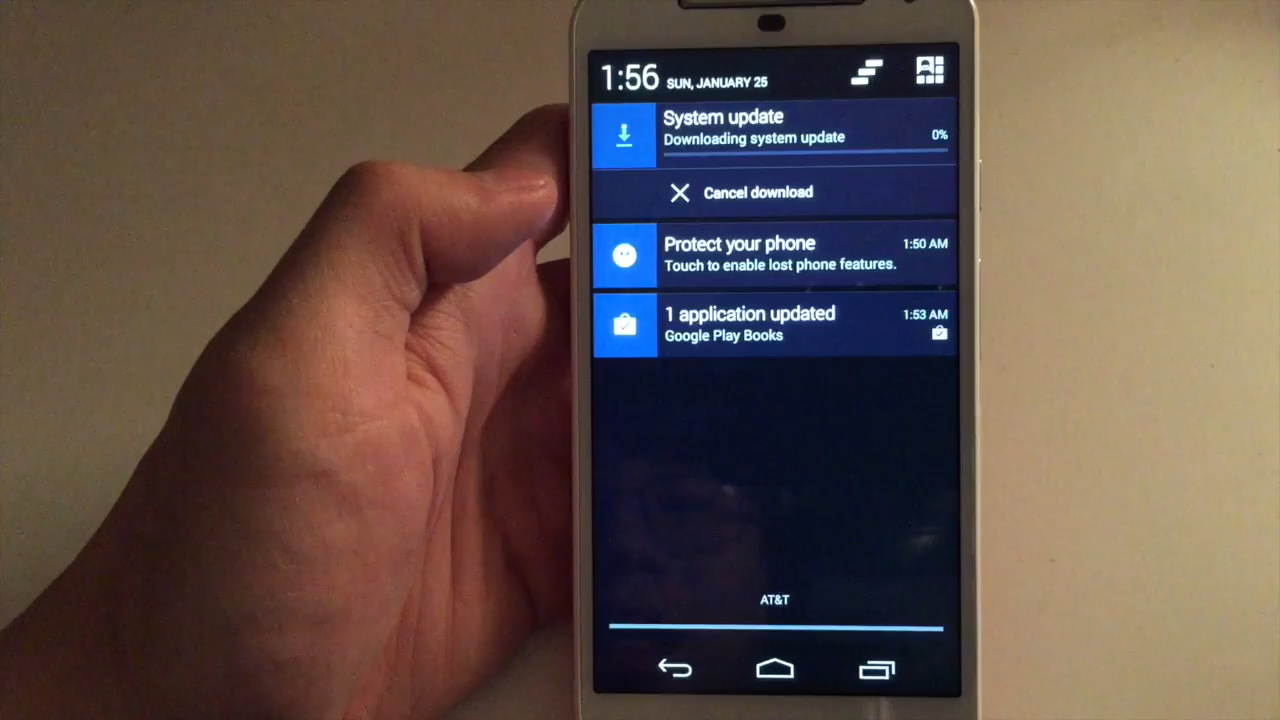 1:56 SUN, JANUARY 25
System update
Downloading system update 0%
Cancel download
Protect your phone 1:50 AM
Touch to enable lost phone features.
1 application updated 1:53 AM
Google Play Books
AT&T